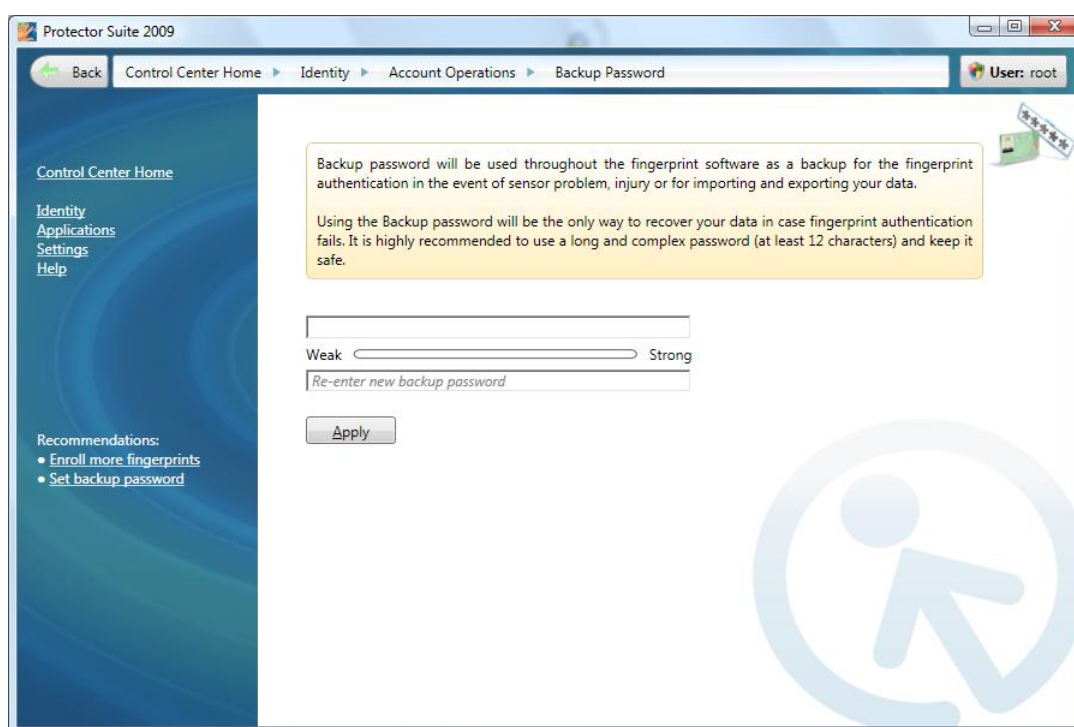 Protector Suite 2009
Back Control Center Home Identity Account Operations Backup Password User: root
*****
Control Center Home
Identity
Applications
Settings
Help
Recommendations:
• Enroll more fingerprints
• Set backup password
Backup password will be used throughout the fingerprint software as a backup for the fingerprint
authentication in the event of sensor problem, injury or for importing and exporting your data.
Using the Backup password will be the only way to recover your data in case fingerprint authentication
fails. It is highly recommended to use a long and complex password (at least 12 characters) and keep it
safe.
Weak Strong
Re-enter new backup password
Apply